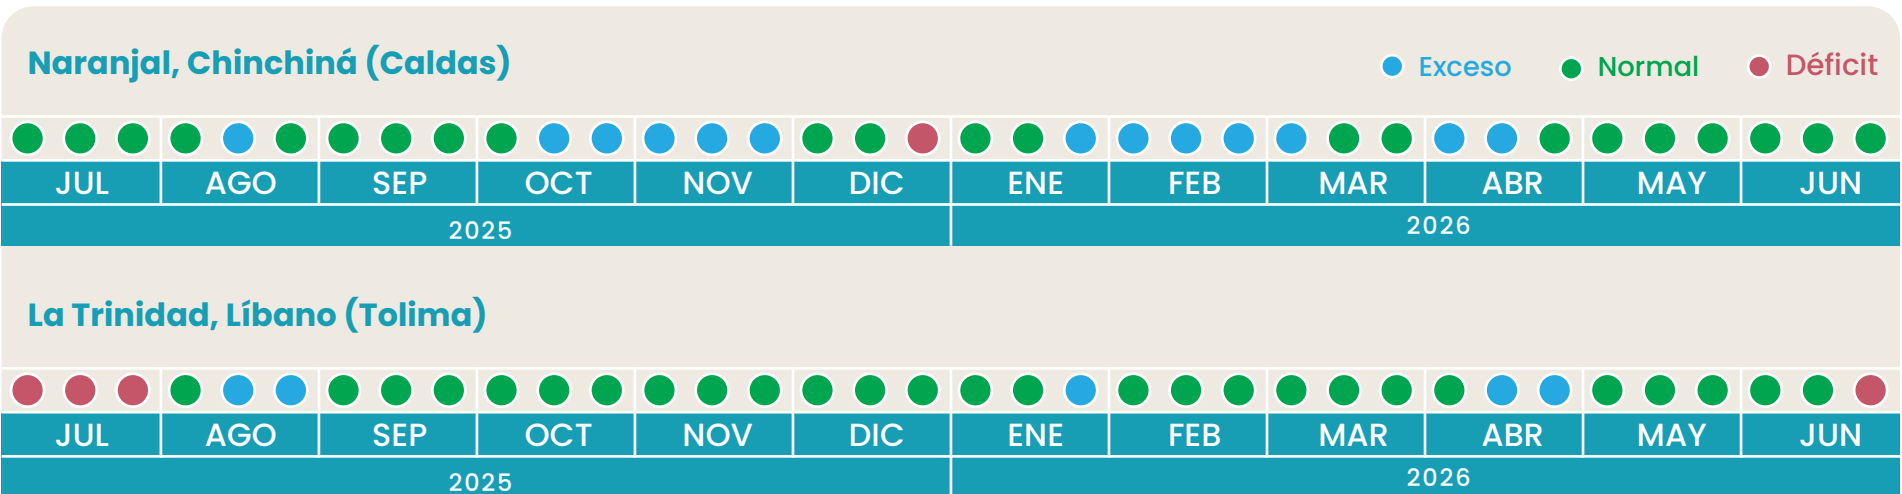 Naranjal, Chinchiná (Caldas)
Exceso Normal Déficit
JUL AGO SEP OCT NOV DIC ENE FEB MAR ABR MAY JUN
2025 2026
La Trinidad, Líbano (Tolima)
JUL AGO SEP OCT NOV DIC ENE FEB MAR ABR MAY JUN
2025 2026